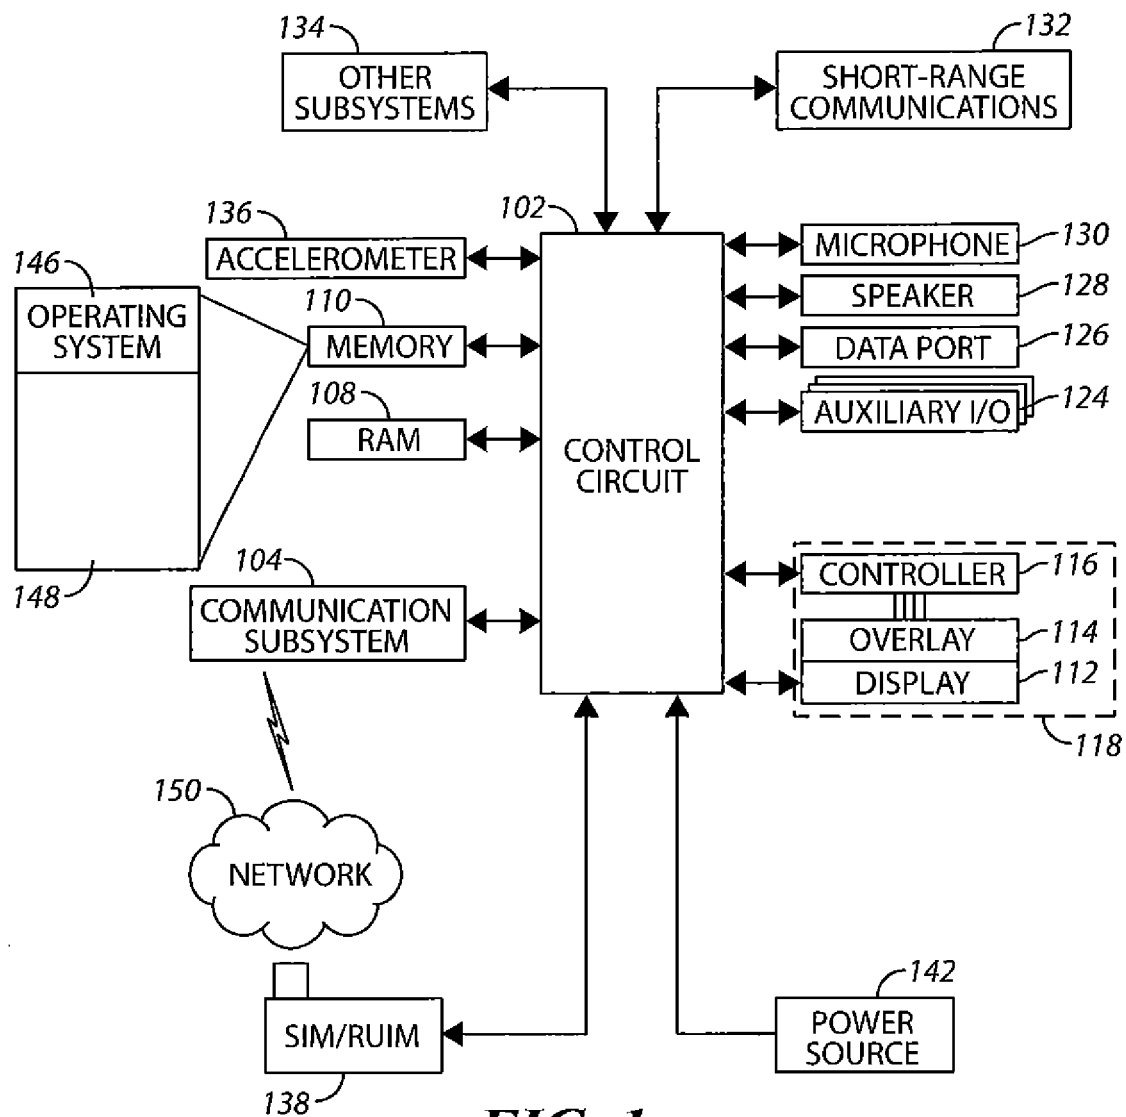 134
OTHER
SUBSYSTEMS
132
SHORT-RANGE
COMMUNICATIONS
136
ACCELEROMETER
102
MICROPHONE
130
146
OPERATING
SYSTEM
110
MEMORY
SPEAKER
128
DATA PORT
126
108
RAM
AUXILIARY I/O
124
CONTROL
CIRCUIT
148
104
COMMUNICATION
SUBSYSTEM
CONTROLLER
116
OVERLAY
114
DISPLAY
112
118
150
NETWORK
SIM/RUIM
138
142
POWER
SOURCE
FIG. 1